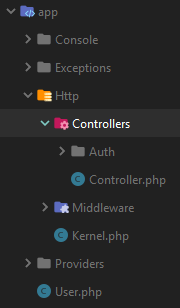 app
Console
Exceptions
Http
Controllers
Auth
Controller.php
Middleware
Kernel.php
Providers
User.php